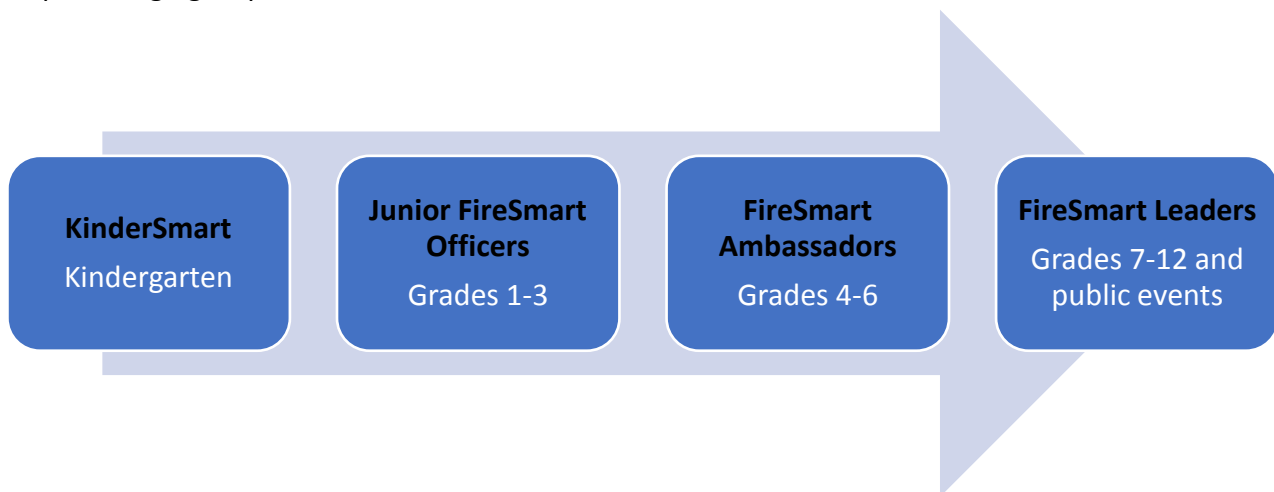 KinderSmart
Kindergarten
Junior FireSmart
Officers
Grades 1-3
FireSmart
Ambassadors
Grades 4-6
FireSmart Leaders
Grades 7-12 and
public events